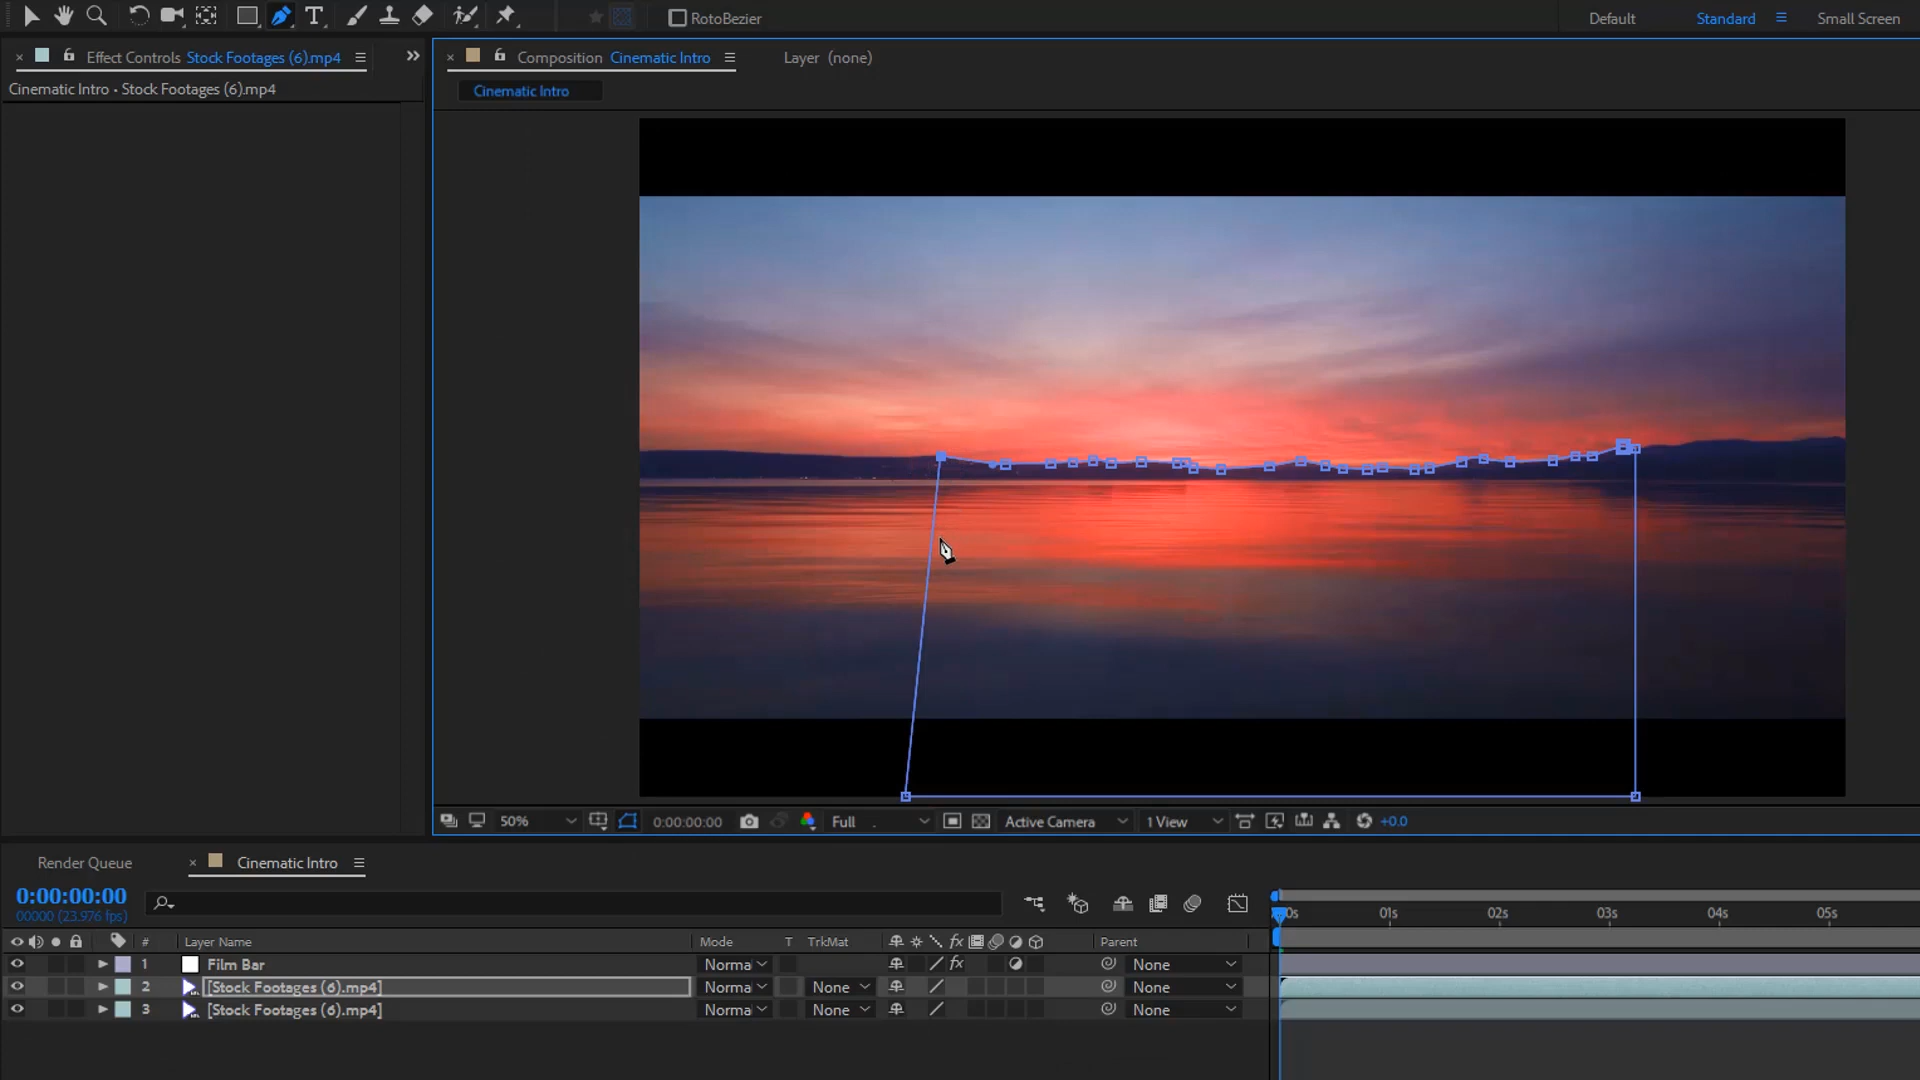 RotoBezier
Default
Standard
Small Screen
Effect Controls Stock Footages (6).mp4
Composition Cinematic Intro
Layer (none)
Cinematic Intro • Stock Footages (6).mp4
Cinematic Intro
50%
0:00:00:00
Full
Active Camera
1 View
+0.0
Render Queue
Cinematic Intro
0:00:00:00
00000 (23.976 fps)
0s 01s 02s 03s 04s 05s
# Layer Name Mode T TrkMat fx Parent
1 Film Bar Norma fx None
2 [Stock Footages (6).mp4] Norma None None
3 [Stock Footages (6).mp4] Norma None None